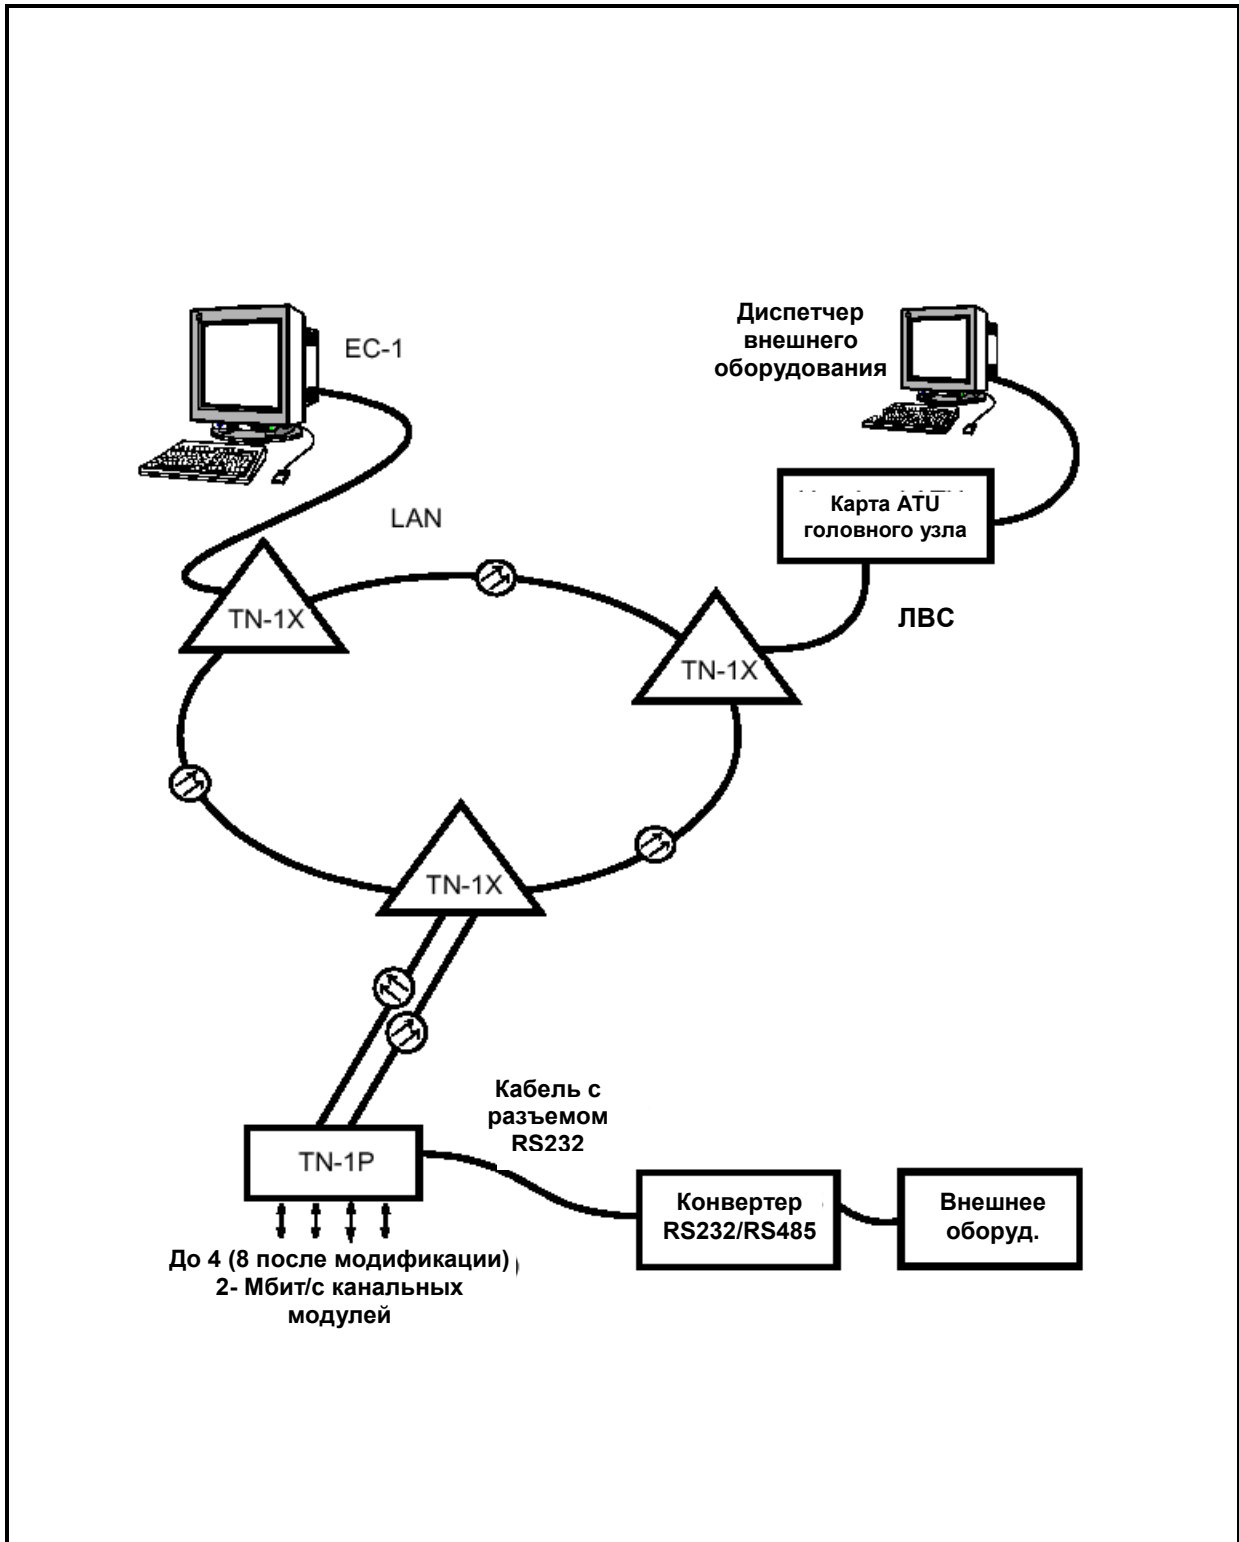 Диспетчер
внешнего
оборудования
EC-1
Карта ATU
головного узла
LAN
TN-1X
ЛВС
TN-1X
TN-1X
Кабель с
разъемом
RS232
TN-1P
Конвертер
RS232/RS485
Внешнее
оборуд.
До 4 (8 после модификации)
2- Мбит/с канальных
модулей